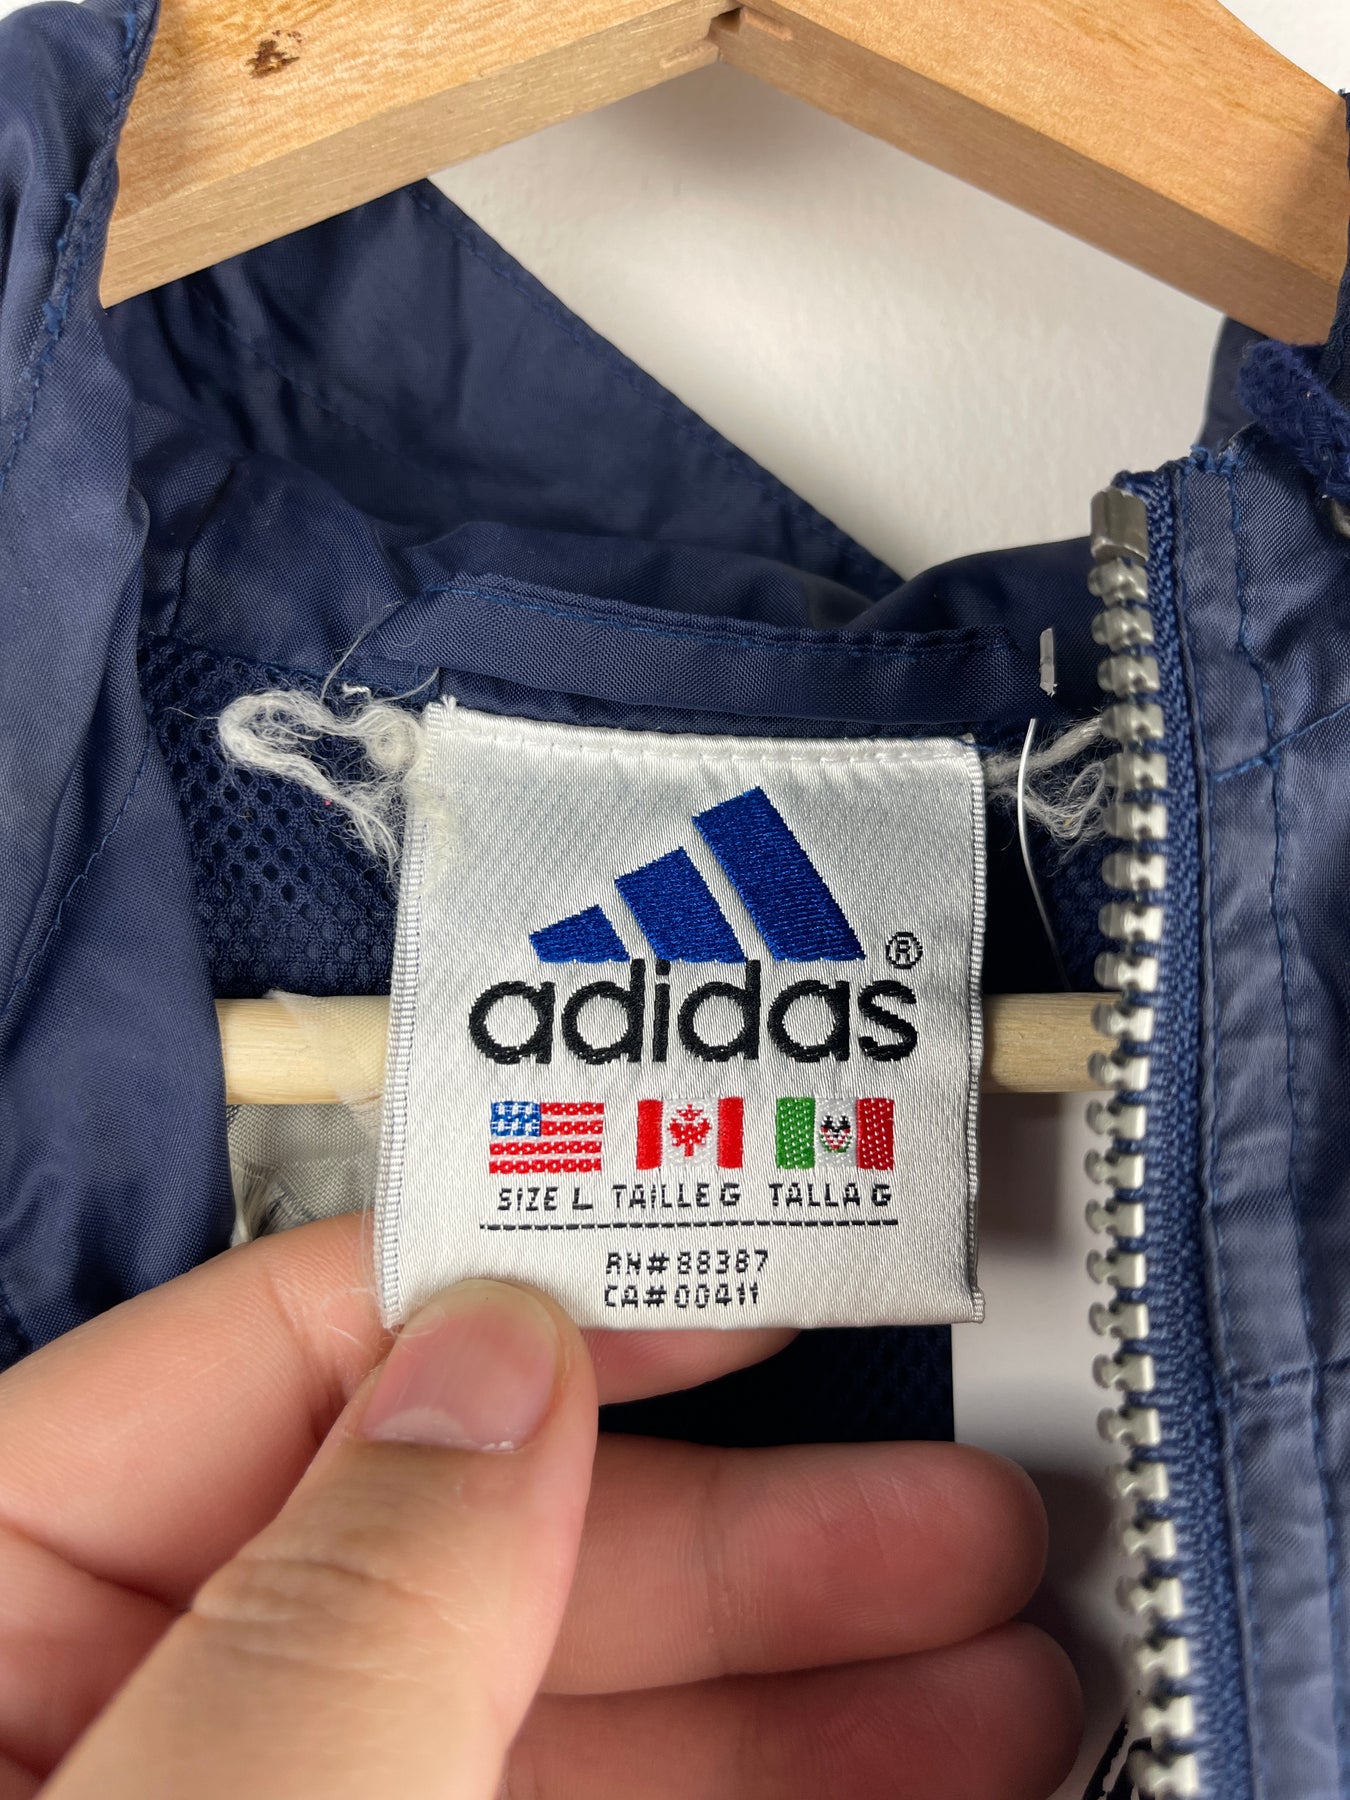 adidas®
SIZE L TAILLE G TALLA G
RN#88387
CA#00411